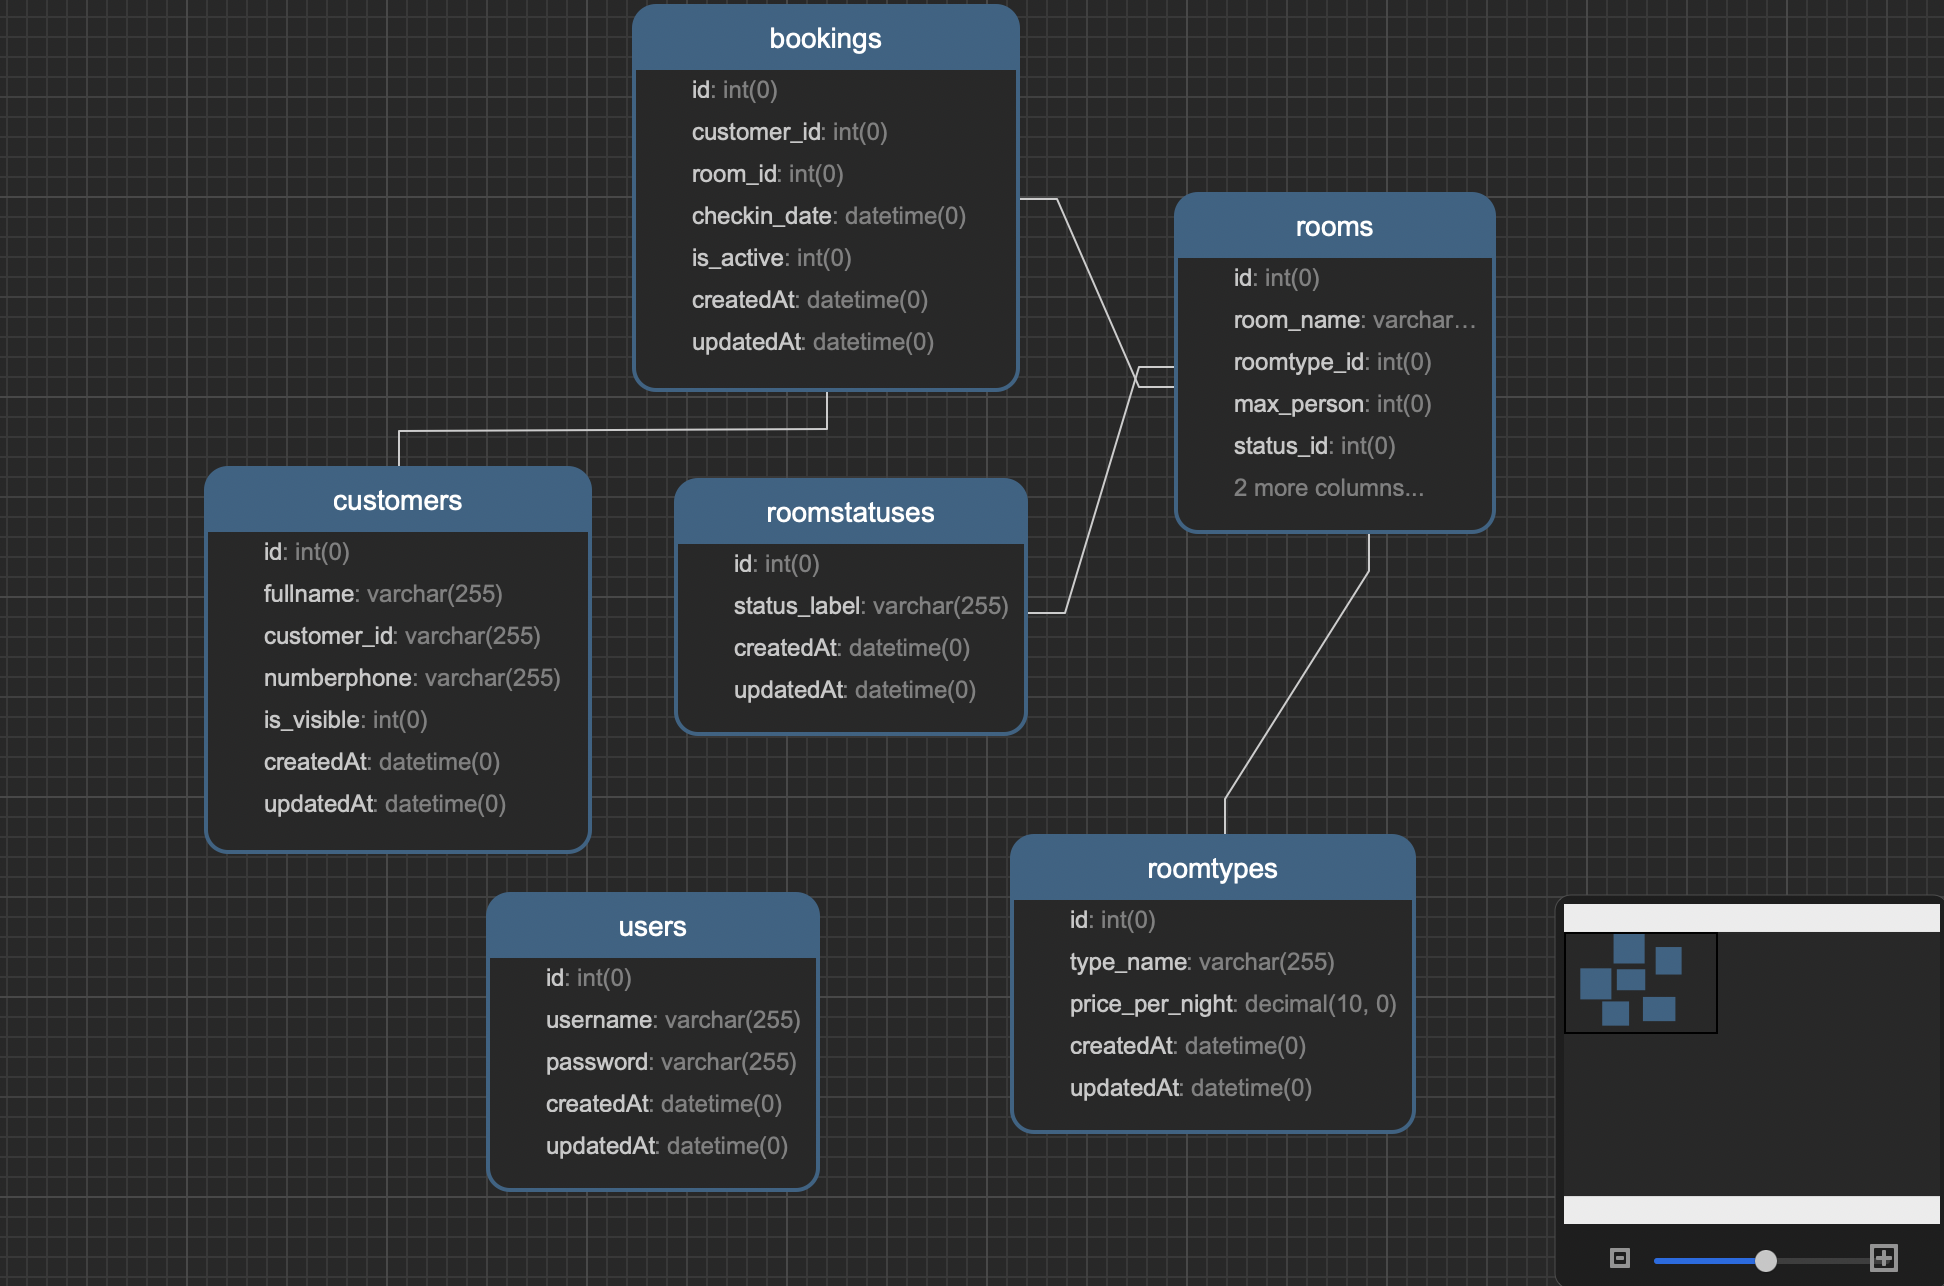 bookings
id: int(0)
customer_id: int(0)
room_id: int(0)
checkin_date: datetime(0)
is_active: int(0)
createdAt: datetime(0)
updatedAt: datetime(0)
rooms
id: int(0)
room_name: varchar...
roomtype_id: int(0)
max_person: int(0)
status_id: int(0)
2 more columns...
customers
id: int(0)
fullname: varchar(255)
customer_id: varchar(255)
numberphone: varchar(255)
is_visible: int(0)
createdAt: datetime(0)
updatedAt: datetime(0)
roomstatuses
id: int(0)
status_label: varchar(255)
createdAt: datetime(0)
updatedAt: datetime(0)
users
id: int(0)
username: varchar(255)
password: varchar(255)
createdAt: datetime(0)
updatedAt: datetime(0)
roomtypes
id: int(0)
type_name: varchar(255)
price_per_night: decimal(10, 0)
createdAt: datetime(0)
updatedAt: datetime(0)